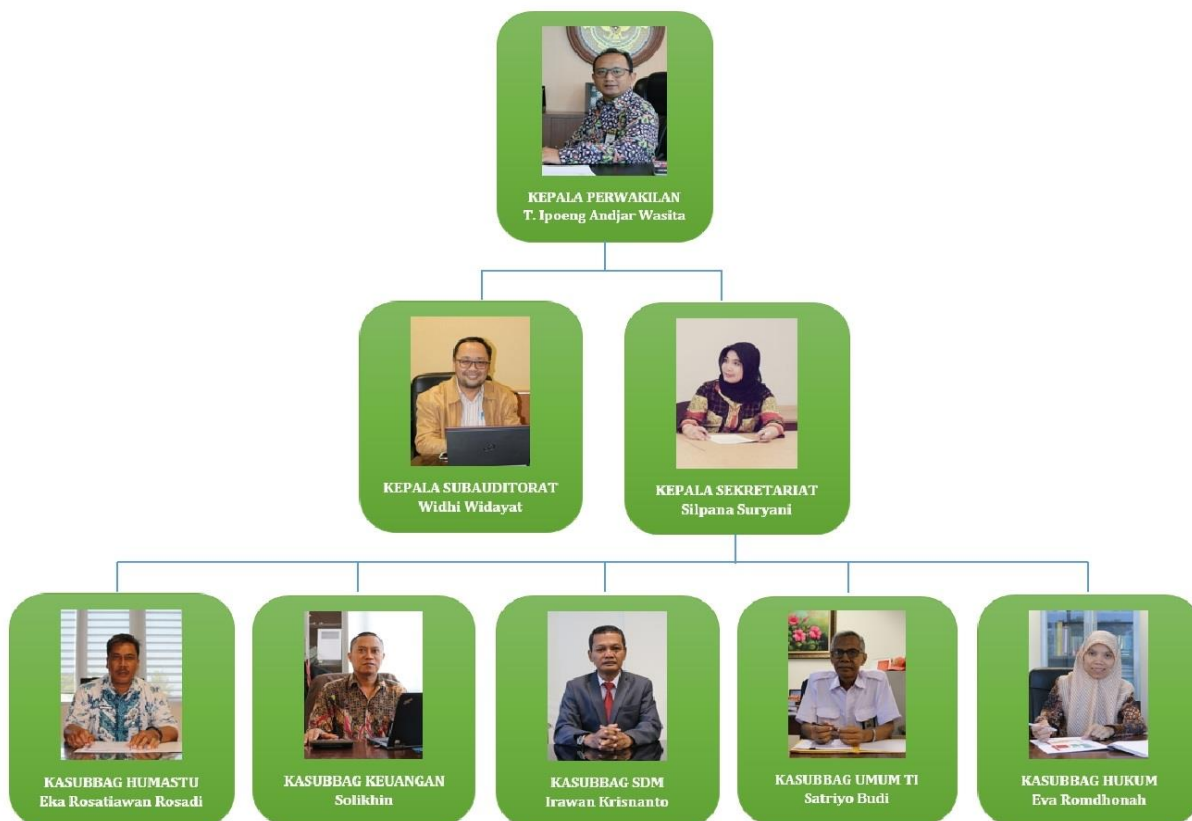 KEPALA PERWAKILAN
T. Ipoeng Andjar Wasita
KEPALA SUBAUDITORAT
Widhi Widayat
KEPALA SEKRETARIAT
Silpana Suryani
KASUBBAG HUMASTU
Eka Rosatiawan Rosadi
KASUBBAG KEUANGAN
Solikhin
KASUBBAG SDM
Irawan Krisnanto
KASUBBAG UMUM TI
Satriyo Budi
KASUBBAG HUKUM
Eva Romdhonah